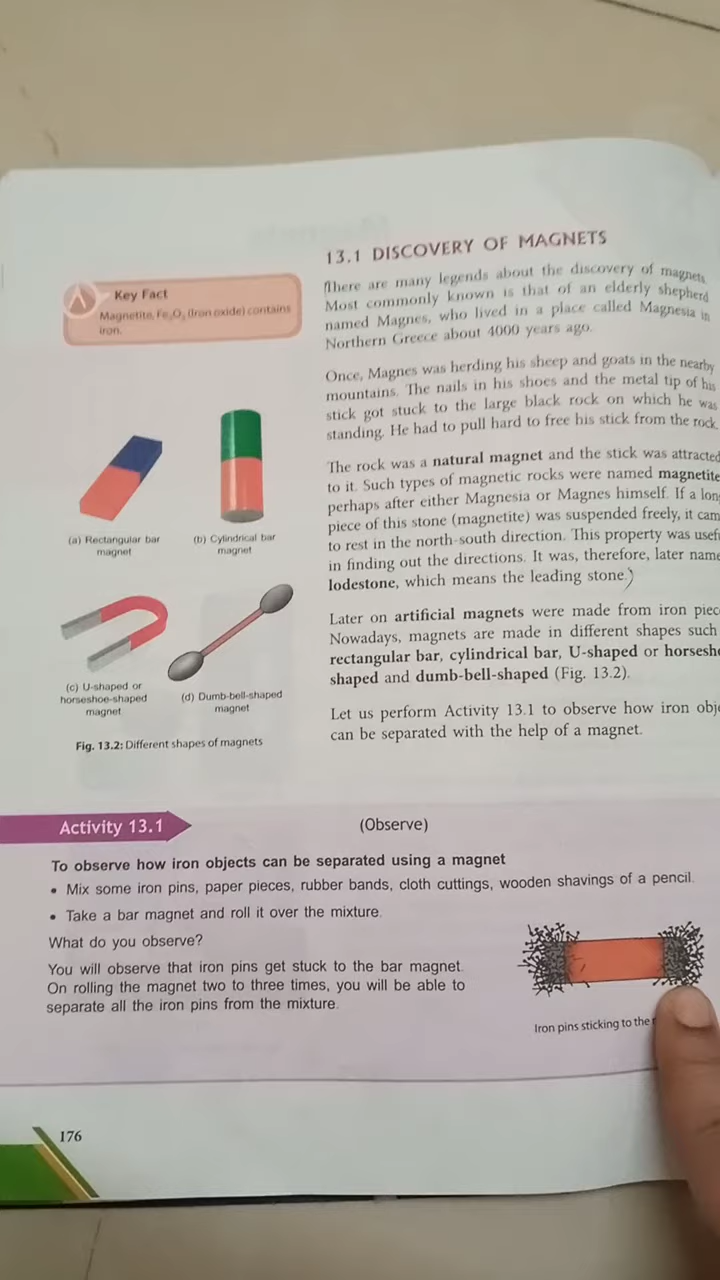 13.1 DISCOVERY OF MAGNETS
There are many legends about the discovery of magnets.
Most commonly known is that of an elderly shepherd
named Magnes, who lived in a place called Magnesia in
Northern Greece about 4000 years ago.
Once, Magnes was herding his sheep and goats in the nearby
mountains. The nails in his shoes and the metal tip of his
stick got stuck to the large black rock on which he was
standing. He had to pull hard to free his stick from the rock.
The rock was a natural magnet and the stick was attracted
to it. Such types of magnetic rocks were named magnetite
perhaps after either Magnesia or Magnes himself. If a
piece of this stone (magnetite) was suspended freely, it
to rest in the north-south direction. This property was
in finding out the directions. It was, therefore, later
lodestone, which means the leading stone.)
Later on artificial magnets were made from iron
Nowadays, magnets are made in different shapes such
rectangular bar, cylindrical bar, U-shaped or
shaped and dumb-bell-shaped (Fig. 13.2).
Let us perform Activity 13.1 to observe how iron
can be separated with the help of a magnet.
Key Fact
Magnetite, Fe₃O₄ (Iron oxide) contains
iron.
(a) Rectangular bar
magnet
(b) Cylindrical bar
magnet
(c) U-shaped or
horseshoe-shaped
magnet
(d) Dumb-bell-shaped
magnet
Fig. 13.2: Different shapes of magnets
Activity 13.1
(Observe)
To observe how iron objects can be separated using a magnet
• Mix some iron pins, paper pieces, rubber bands, cloth cuttings, wooden shavings of a pencil.
• Take a bar magnet and roll it over the mixture.
What do you observe?
You will observe that iron pins get stuck to the bar magnet.
On rolling the magnet two to three times, you will be able to
separate all the iron pins from the mixture.
Iron pins sticking to the
176